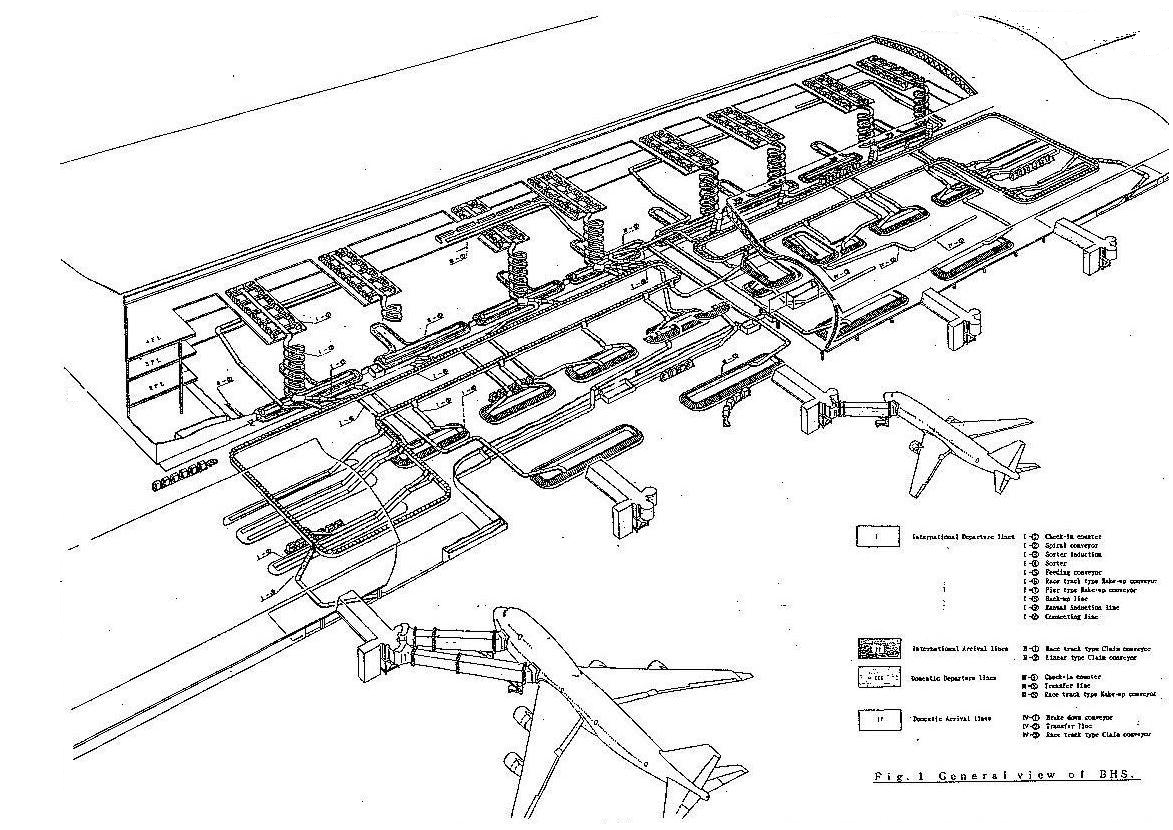 4FL
3FL
2FL
I International Departure lines
I-① Check-in counter
I-② Spiral conveyor
I-③ Sorter induction
I-④ Sorter
I-⑤ Feeding conveyor
I-⑥ Race track type Make-up conveyor
I-⑦ Pier type Make-up conveyor
I-⑧ Back-up line
I-⑨ Manual induction line
I-⑩ Connecting line
II International Arrival lines
II-① Race track type Claim conveyor
II-② Linear type Claim conveyor
III Domestic Departure lines
III-① Check-in counter
III-② Transfer line
III-③ Race track type Make-up conveyor
IV Domestic Arrival lines
IV-① Brake down conveyor
IV-② Transfer line
IV-③ Race track type Claim conveyor
Fig.1 General view of BHS.